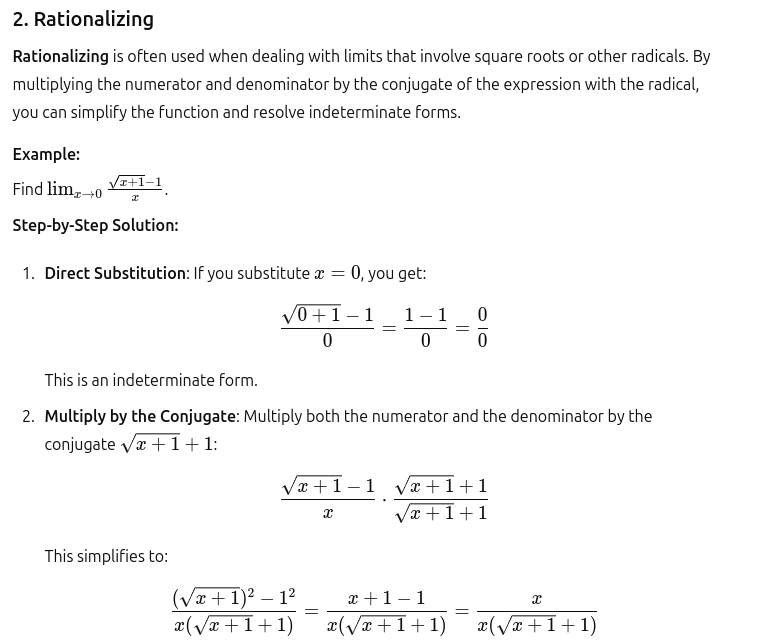 2. Rationalizing
Rationalizing is often used when dealing with limits that involve square roots or other radicals. By
multiplying the numerator and denominator by the conjugate of the expression with the radical,
you can simplify the function and resolve indeterminate forms.
Example:
Find lim_{x→0} \frac{\sqrt{x+1}-1}{x}.
Step-by-Step Solution:
1. Direct Substitution: If you substitute x = 0, you get:
\frac{\sqrt{0+1}-1}{0} = \frac{1-1}{0} = \frac{0}{0}
This is an indeterminate form.
2. Multiply by the Conjugate: Multiply both the numerator and the denominator by the
conjugate \sqrt{x+1}+1:
\frac{\sqrt{x+1}-1}{x} \cdot \frac{\sqrt{x+1}+1}{\sqrt{x+1}+1}
This simplifies to:
\frac{(\sqrt{x+1})^2-1^2}{x(\sqrt{x+1}+1)} = \frac{x+1-1}{x(\sqrt{x+1}+1)} = \frac{x}{x(\sqrt{x+1}+1)}